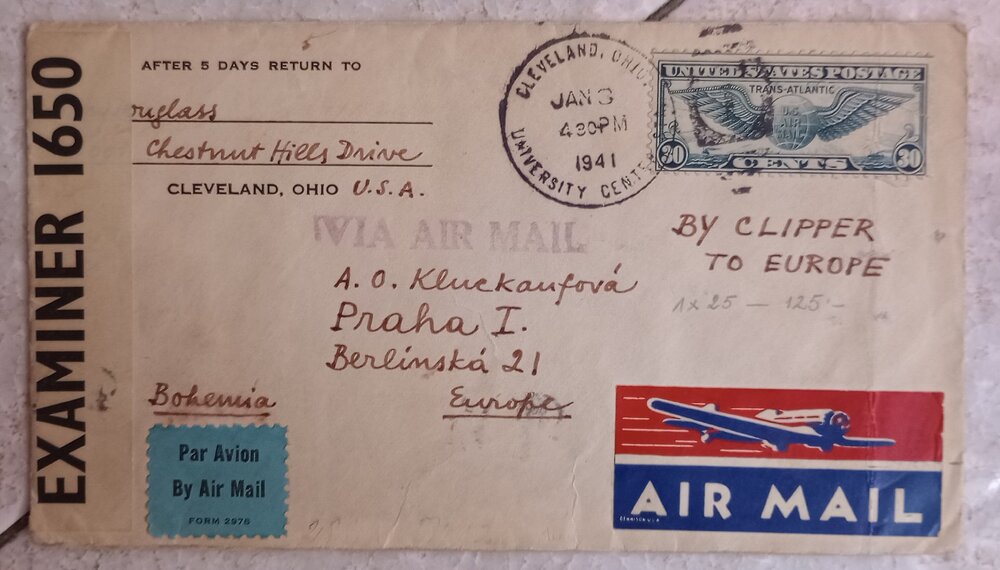 EXAMINER 1650
AFTER 5 DAYS RETURN TO
ruglass
Chestnut Hills Drive
CLEVELAND, OHIO U.S.A.
CLEVELAND, OHIO.
JAN 3
430PM
1941
UNIVERSITY CENTER
UNITED STATES POSTAGE
TRANS-ATLANTIC
U.S.
AIR
MAIL
30 CENTS 30
VIA AIR MAIL
BY CLIPPER
TO EUROPE
1x25 — 125.-
A. O. Kluckaufová
Praha I.
Berlínská 21
Bohemia
Europe
Par Avion
By Air Mail
FORM 2978
AIR MAIL